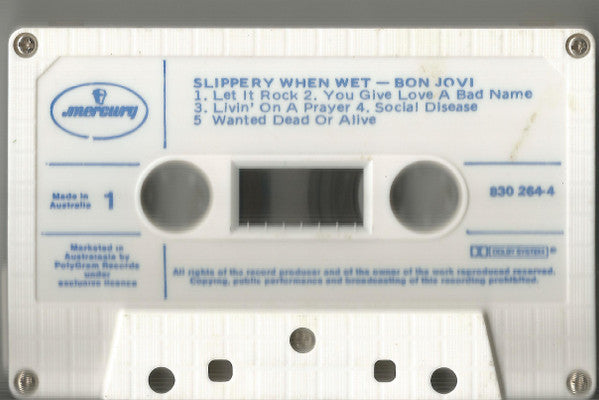 SLIPPERY WHEN WET — BON JOVI
1. Let It Rock 2. You Give Love A Bad Name
3. Livin' On A Prayer 4. Social Disease
5 Wanted Dead Or Alive
mercury
Made in
Australia
1
830 264-4
Marketed in
Australasia by
PolyGram Records
under
exclusive licence
DOLBY SYSTEM
All rights of the record producer and of the owner of the work reproduced reserved.
Copying, public performance and broadcasting of this recording prohibited.